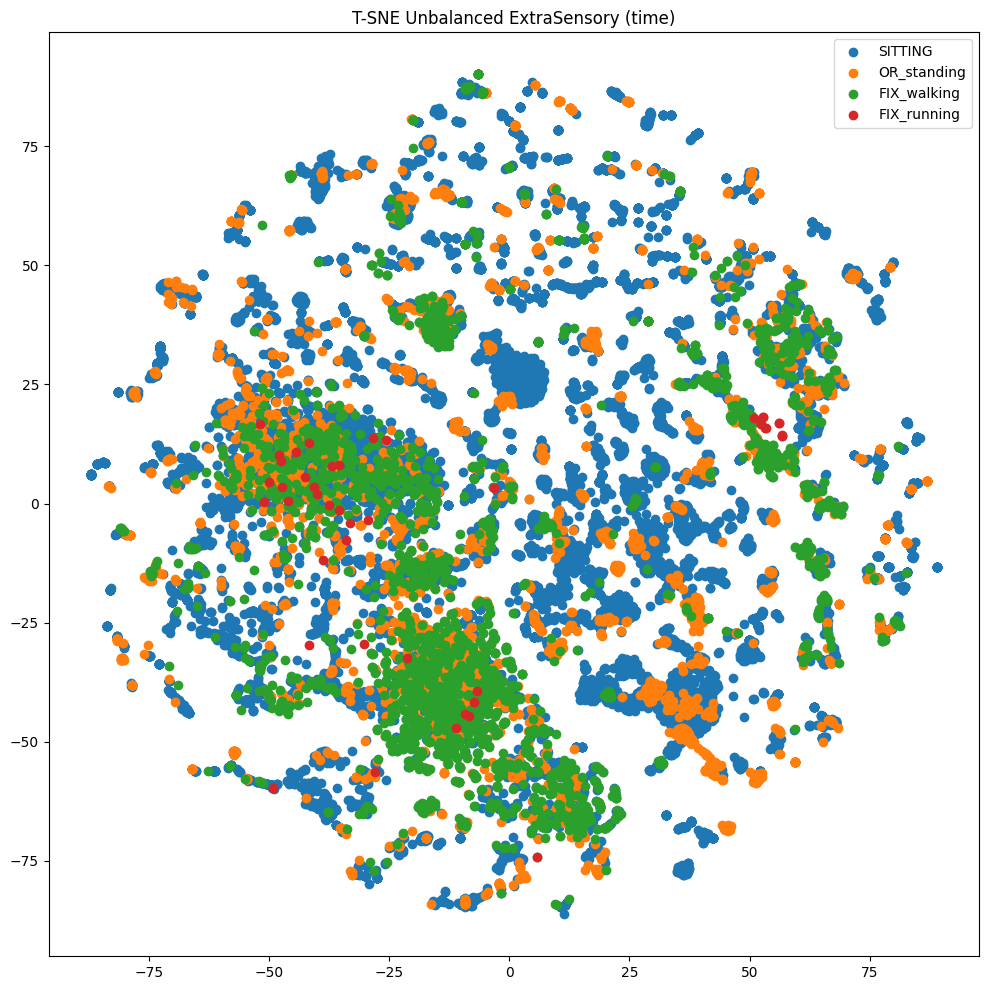 T-SNE Unbalanced ExtraSensory (time)
SITTING
OR_standing
FIX_walking
FIX_running
75
50
25
0
−25
−50
−75
−75 −50 −25 0 25 50 75